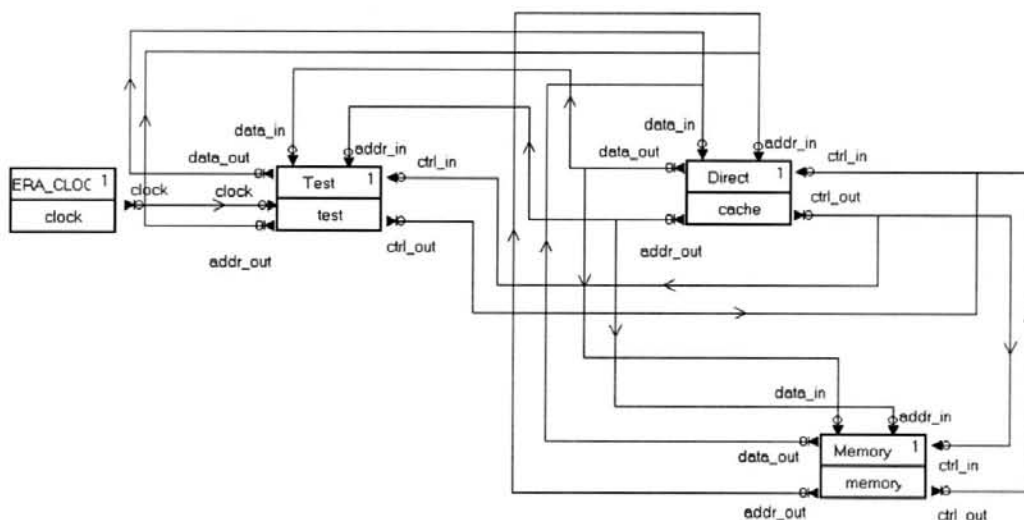 data_in
data_out
addr_in
ctrl_in
ERA_CLOC 1
clock
clock
clock
Test 1
test
addr_out
ctrl_out
data_in
data_out
addr_in
ctrl_in
Direct 1
cache
ctrl_out
addr_out
data_in
addr_in
data_out
Memory 1
memory
ctrl_in
addr_out
ctrl_out